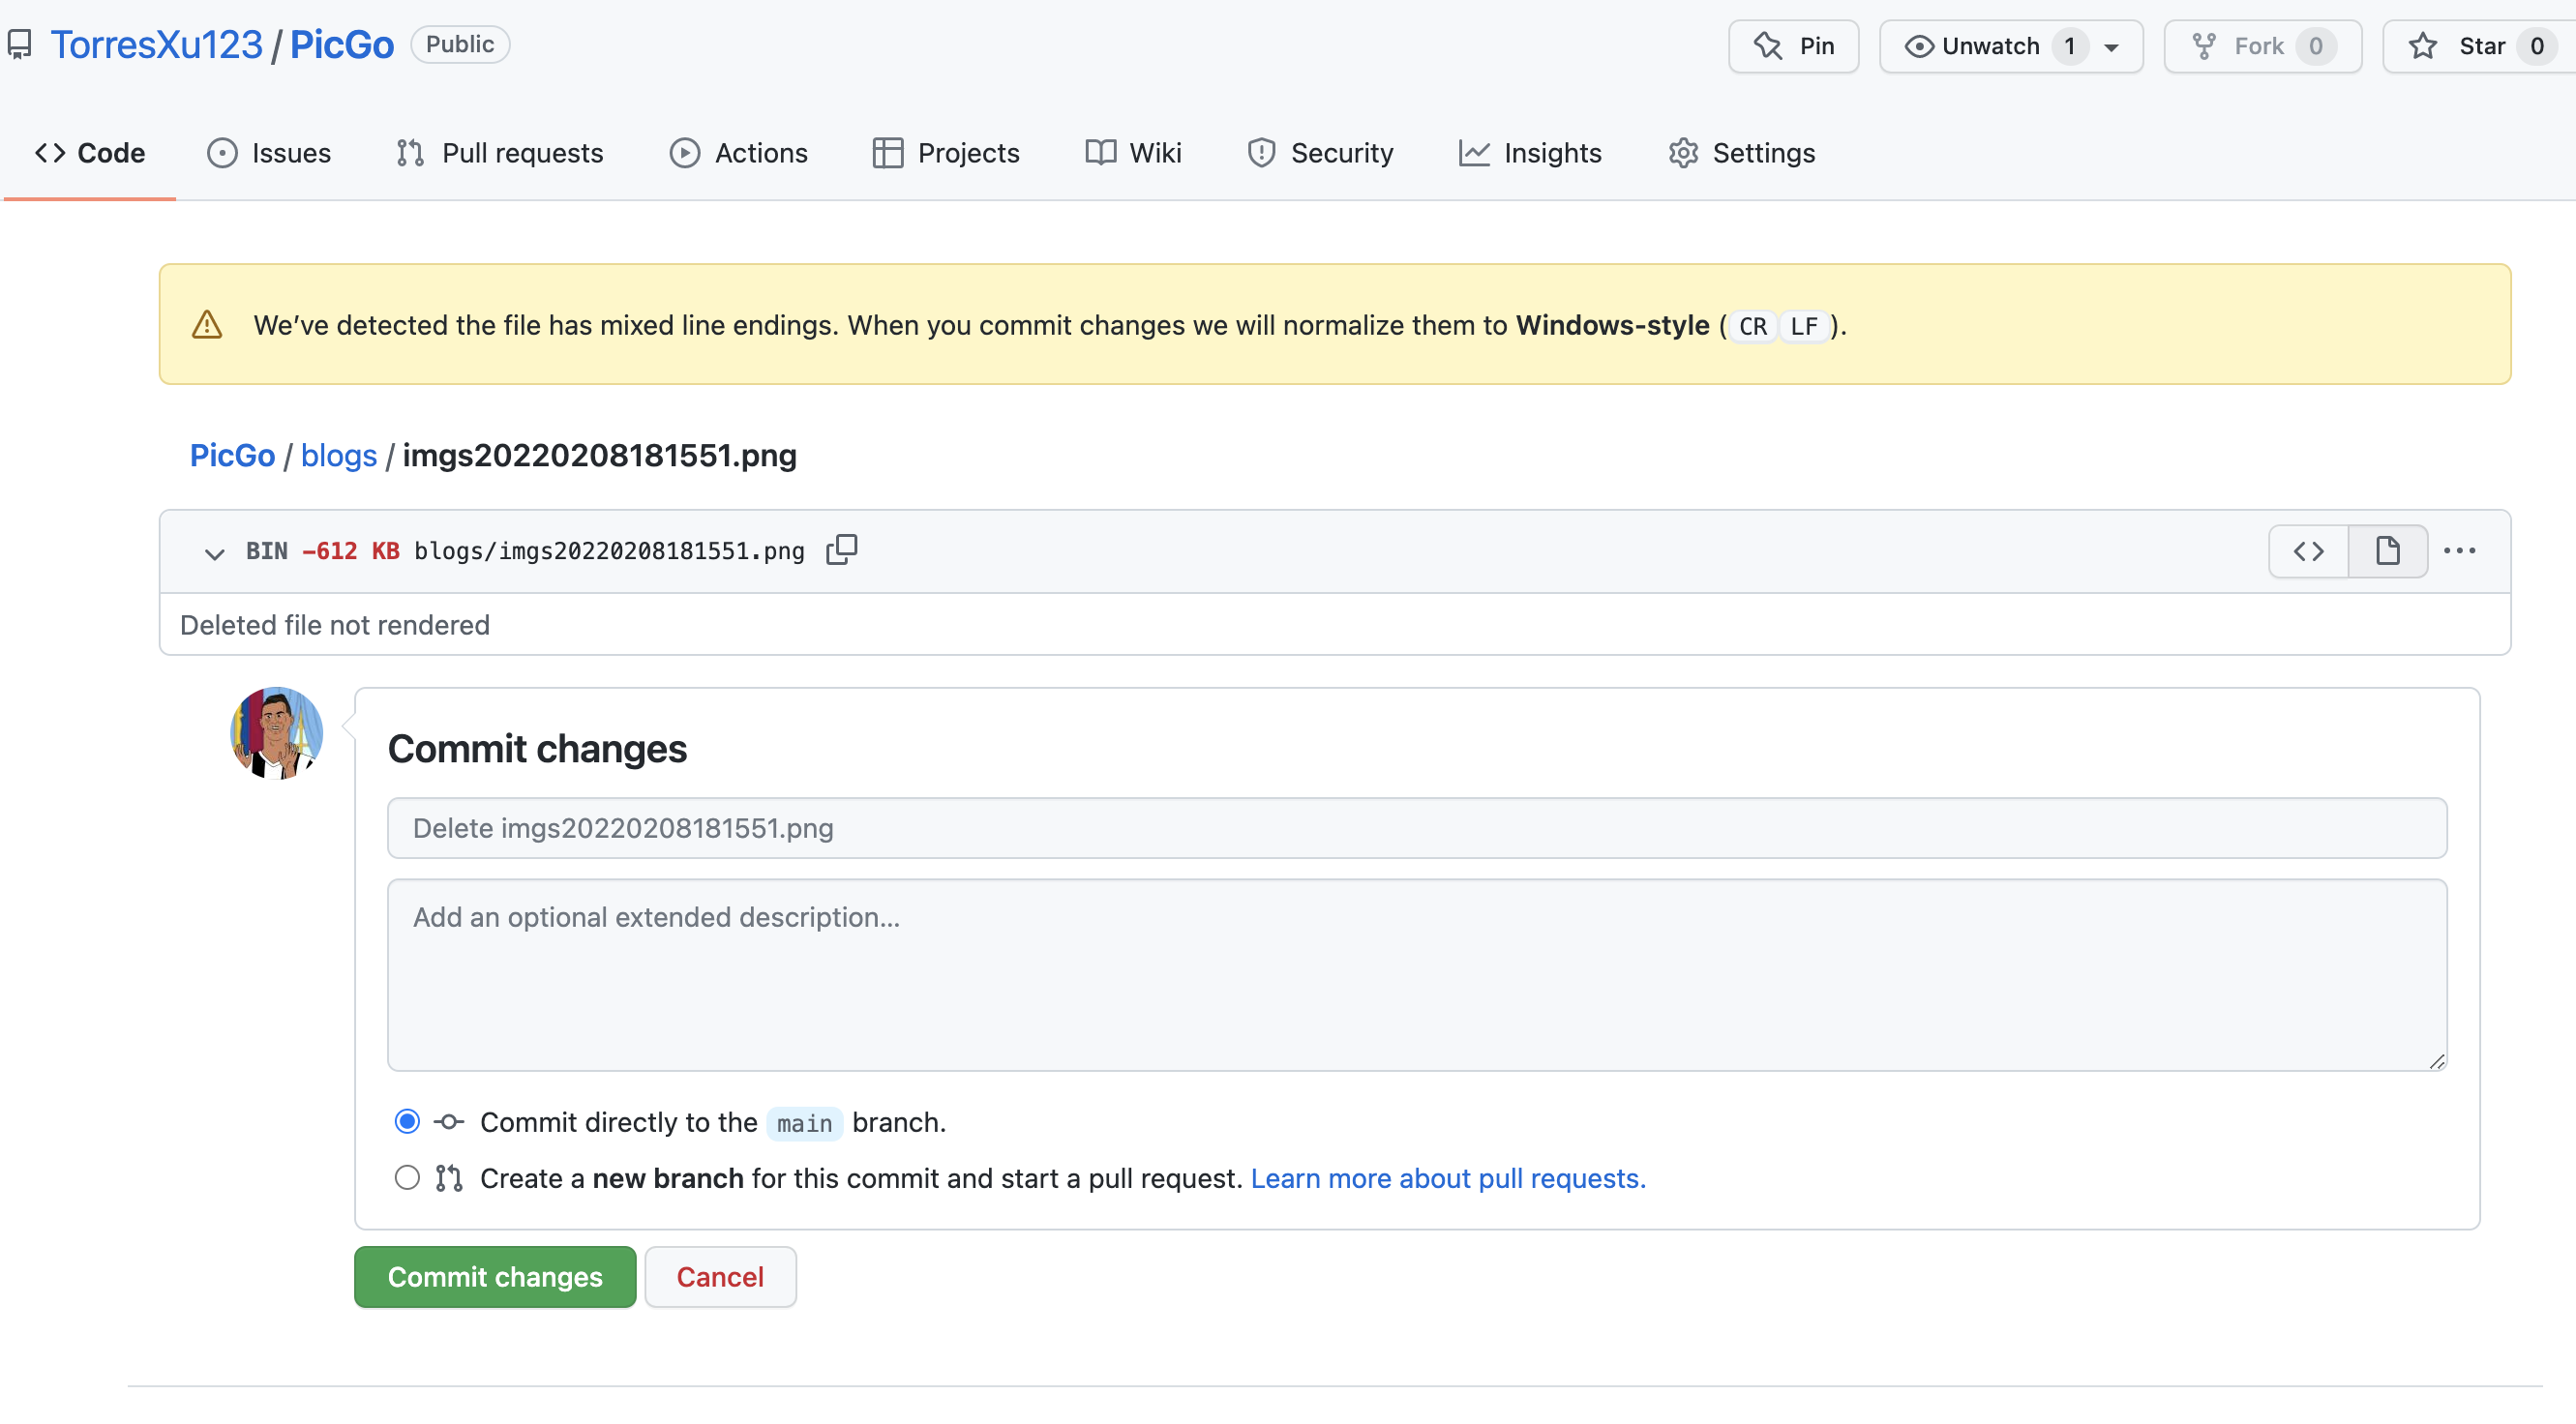 TorresXu123 / PicGo Public Pin Unwatch 1 Fork 0 Star 0
Code Issues Pull requests Actions Projects Wiki Security Insights Settings
We’ve detected the file has mixed line endings. When you commit changes we will normalize them to Windows-style ( CR LF ).
PicGo / blogs / imgs20220208181551.png
BIN −612 KB blogs/imgs20220208181551.png
Deleted file not rendered
Commit changes
Delete imgs20220208181551.png
Add an optional extended description...
Commit directly to the main branch.
Create a new branch for this commit and start a pull request. Learn more about pull requests.
Commit changes Cancel